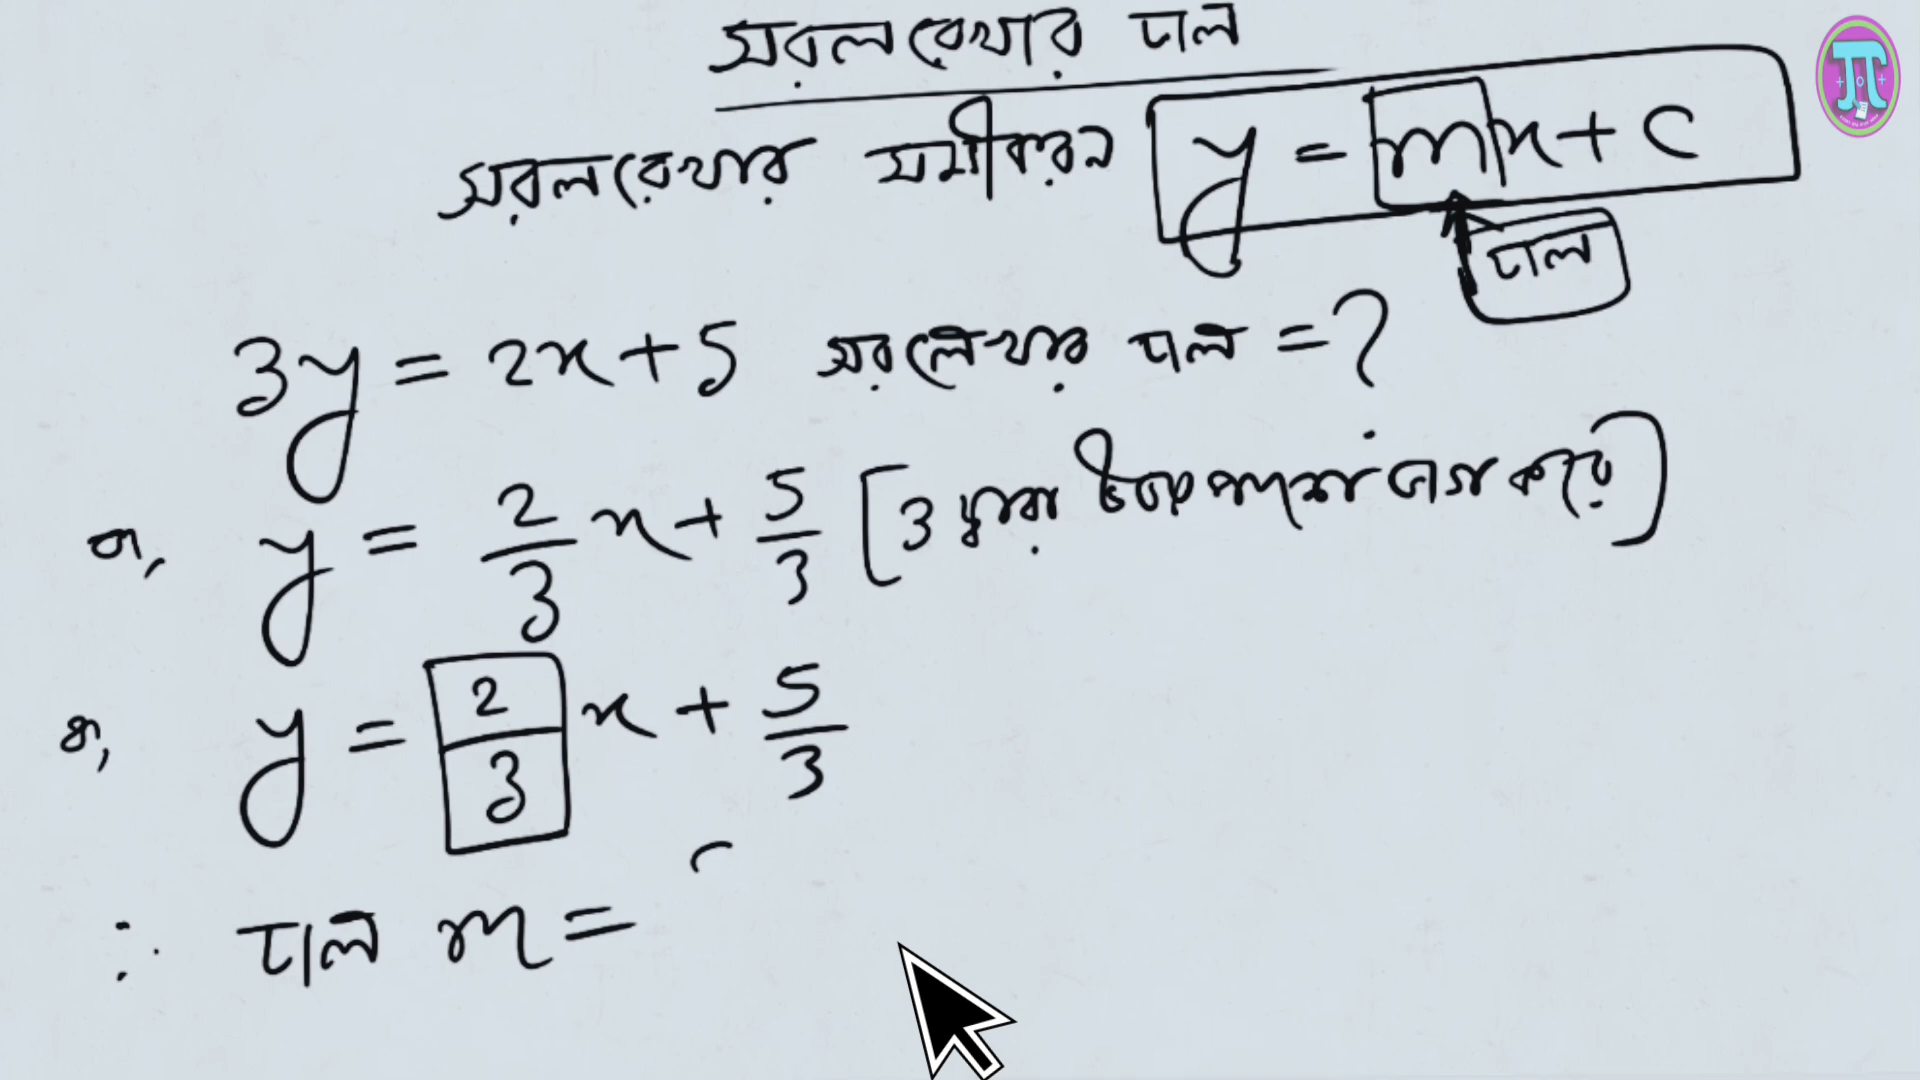 সরলরেখার ঢাল
সরলরেখার সমীকরন y = mx + c
ঢাল
3y = 2x + 5 সরলরেখার ঢাল = ?
বা, y = 2/3 x + 5/3 [3 দ্বারা উভয়পক্ষকে ভাগ করে]
বা, y = 2/3 x + 5/3
∴ ঢাল m =